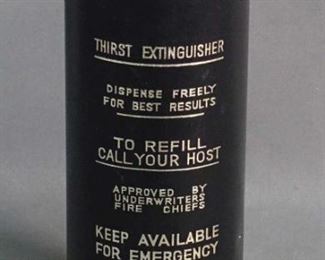 THIRST EXTINGUISHER
DISPENSE FREELY
FOR BEST RESULTS
TO REFILL
CALL YOUR HOST
APPROVED BY
UNDERWRITERS
FIRE CHIEFS
KEEP AVAILABLE
FOR EMERGENCY